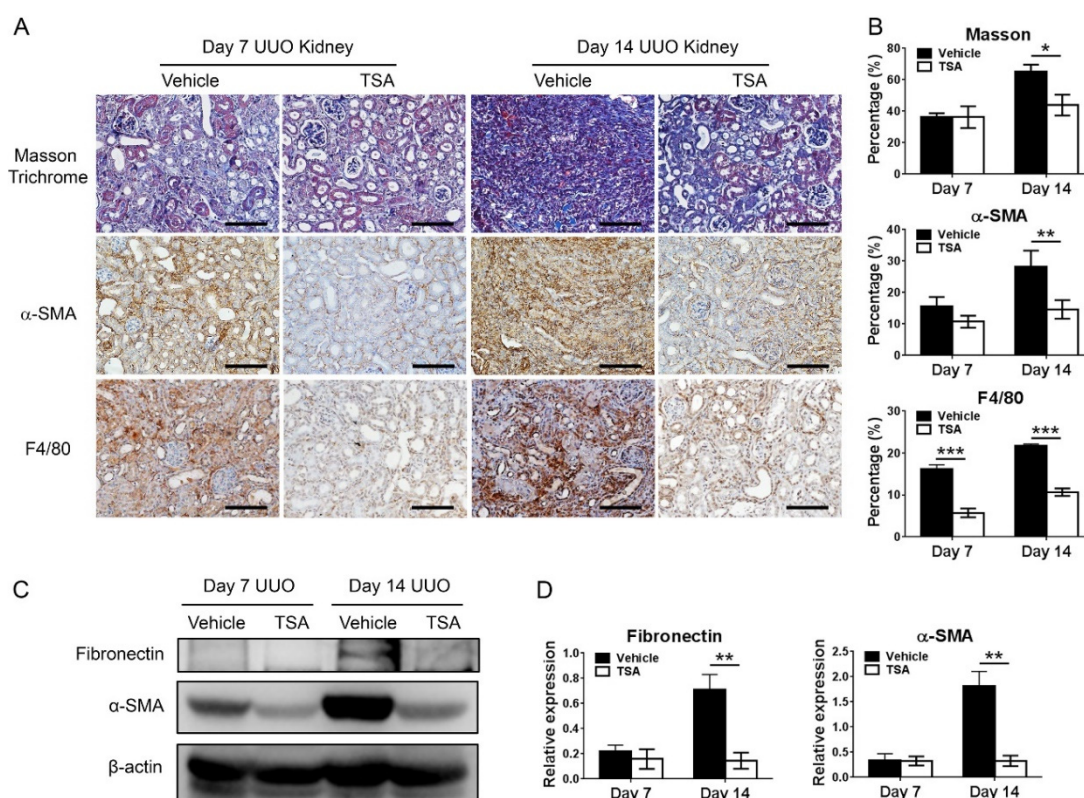 A
Day 7 UUO Kidney
Day 14 UUO Kidney
Vehicle
TSA
Vehicle
TSA
Masson
Trichrome
α-SMA
F4/80
B
Masson
Percentage (%)
80
60
40
20
0
Vehicle
TSA
*
Day 7
Day 14
α-SMA
Percentage (%)
40
30
20
10
0
Vehicle
TSA
**
Day 7
Day 14
F4/80
Percentage (%)
30
20
10
0
Vehicle
TSA
***
***
Day 7
Day 14
C
Day 7 UUO
Day 14 UUO
Vehicle
TSA
Vehicle
TSA
Fibronectin
α-SMA
β-actin
D
Fibronectin
Relative expression
1.0
0.8
0.6
0.4
0.2
0.0
Vehicle
TSA
**
Day 7
Day 14
α-SMA
Relative expression
2.5
2.0
1.5
1.0
0.5
0.0
Vehicle
TSA
**
Day 7
Day 14